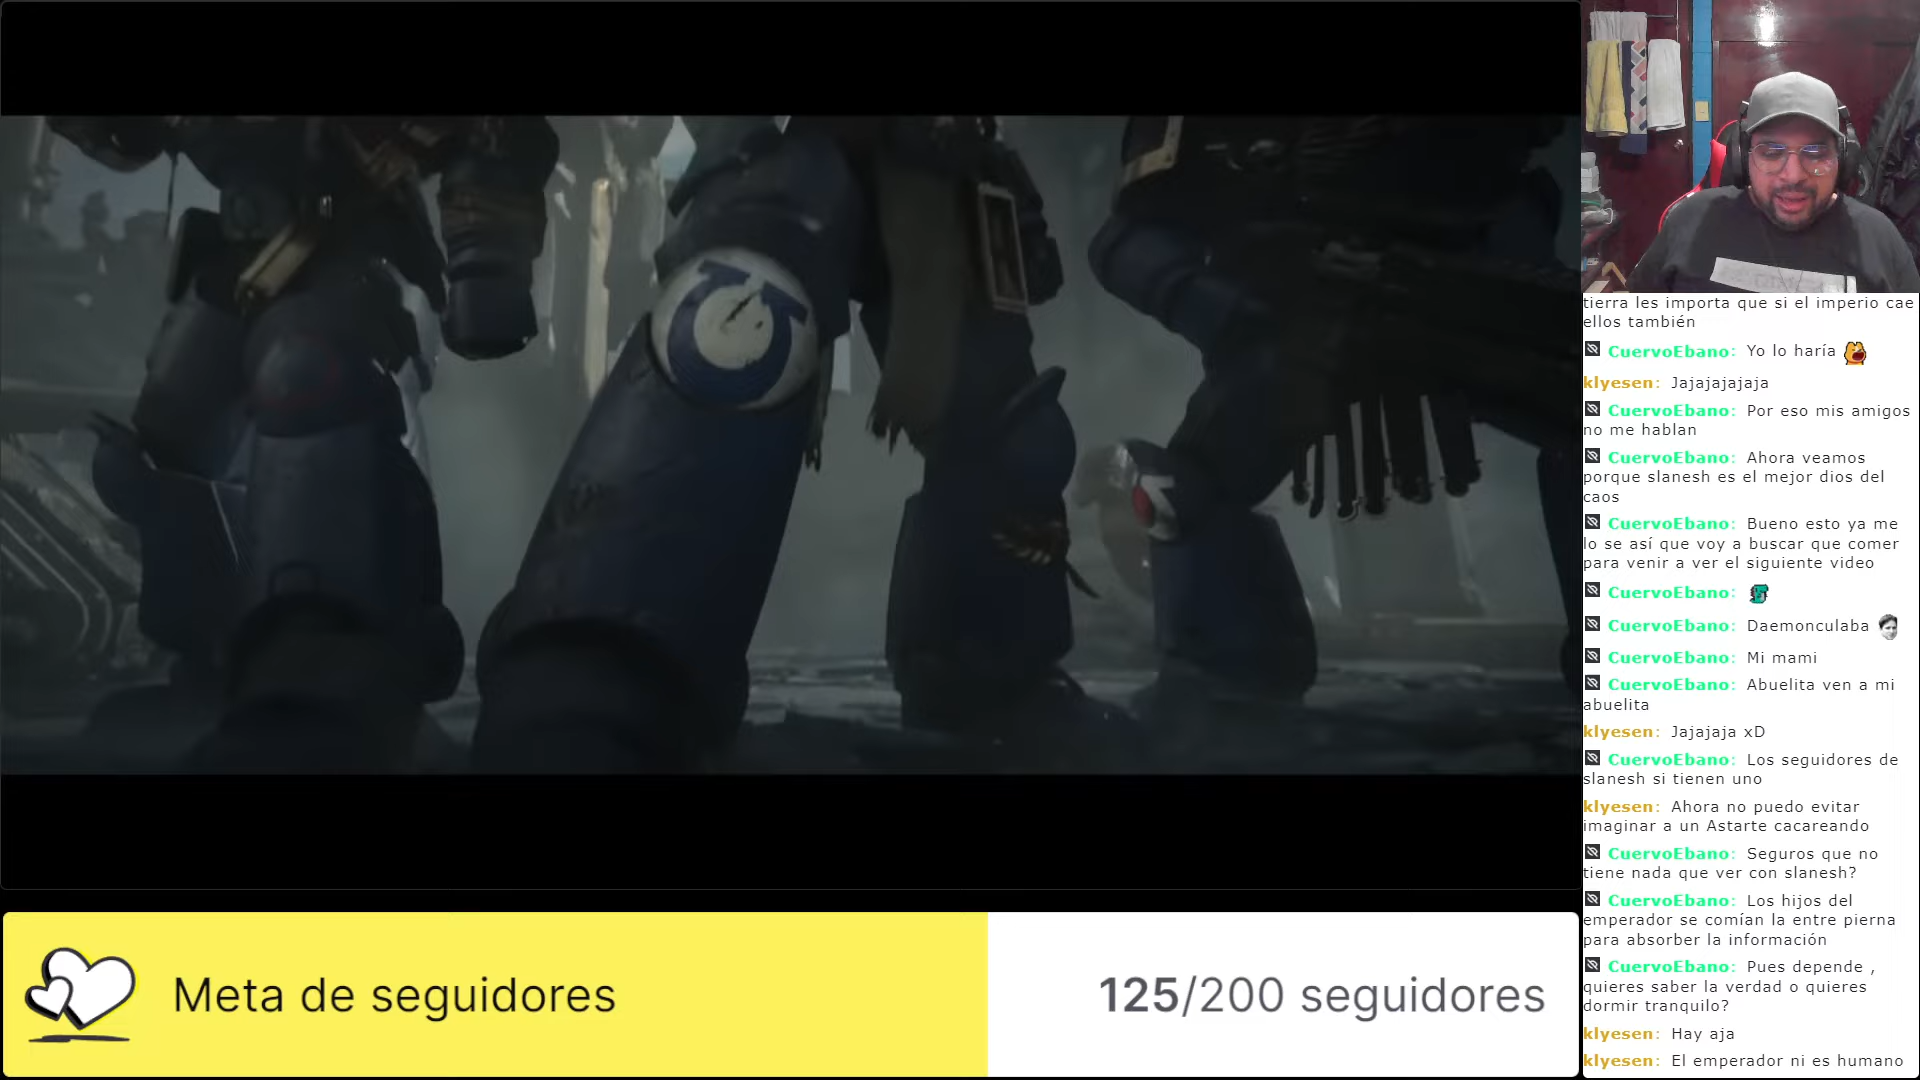 tierra les importa que si el imperio cae
ellos también
CuervoEbano: Yo lo haría
klyesen: Jajajajajaja
CuervoEbano: Por eso mis amigos
no me hablan
CuervoEbano: Ahora veamos
porque slanesh es el mejor dios del
caos
CuervoEbano: Bueno esto ya me
lo se así que voy a buscar que comer
para venir a ver el siguiente video
CuervoEbano:
CuervoEbano: Daemonculaba
CuervoEbano: Mi mami
CuervoEbano: Abuelita ven a mi
abuelita
klyesen: Jajajaja xD
CuervoEbano: Los seguidores de
slanesh si tienen uno
klyesen: Ahora no puedo evitar
imaginar a un Astarte cacareando
CuervoEbano: Seguros que no
tiene nada que ver con slanesh?
CuervoEbano: Los hijos del
emperador se comían la entre pierna
para absorber la información
CuervoEbano: Pues depende ,
quieres saber la verdad o quieres
dormir tranquilo?
klyesen: Hay aja
klyesen: El emperador ni es humano
Meta de seguidores
125/200 seguidores